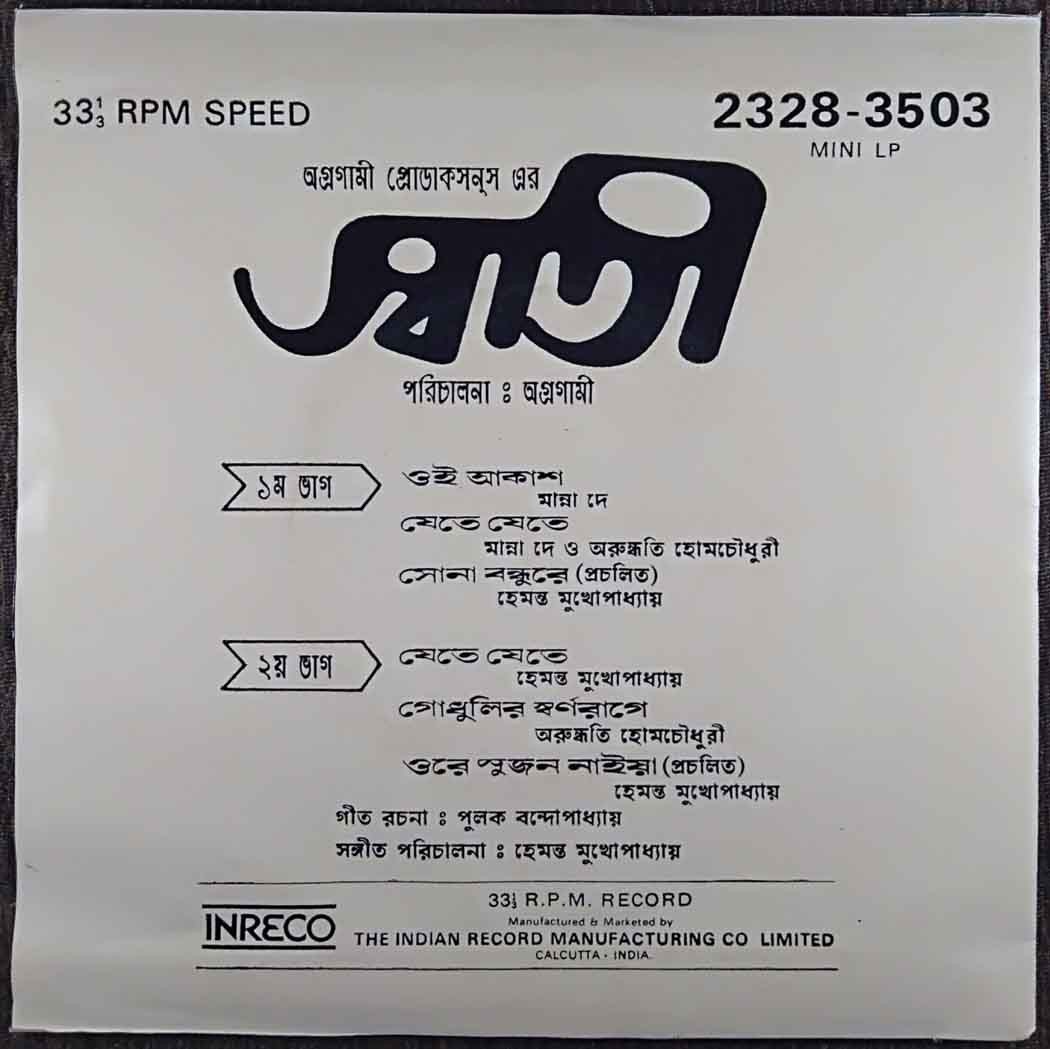 33⅓ RPM SPEED
2328-3503
MINI LP
অগ্রগামী প্রোডাকসন্স এর
স্বাতী
পরিচালনা : অগ্রগামী
১ম ভাগ
ওই আকাশ
মান্না দে
যেতে যেতে
মান্না দে ও অরুন্ধতি হোমচৌধুরী
সোনা বন্ধুরে (প্রচলিত)
হেমন্ত মুখোপাধ্যায়
২য় ভাগ
যেতে যেতে
হেমন্ত মুখোপাধ্যায়
গোধুলির স্বর্ণরাগে
অরুন্ধতি হোমচৌধুরী
ওরে সুজন নাইয়া (প্রচলিত)
হেমন্ত মুখোপাধ্যায়
গীত রচনা : পুলক বন্দোপাধ্যায়
সঙ্গীত পরিচালনা : হেমন্ত মুখোপাধ্যায়
33⅓ R.P.M. RECORD
INRECO
Manufactured & Marketed by
THE INDIAN RECORD MANUFACTURING CO LIMITED
CALCUTTA · INDIA.